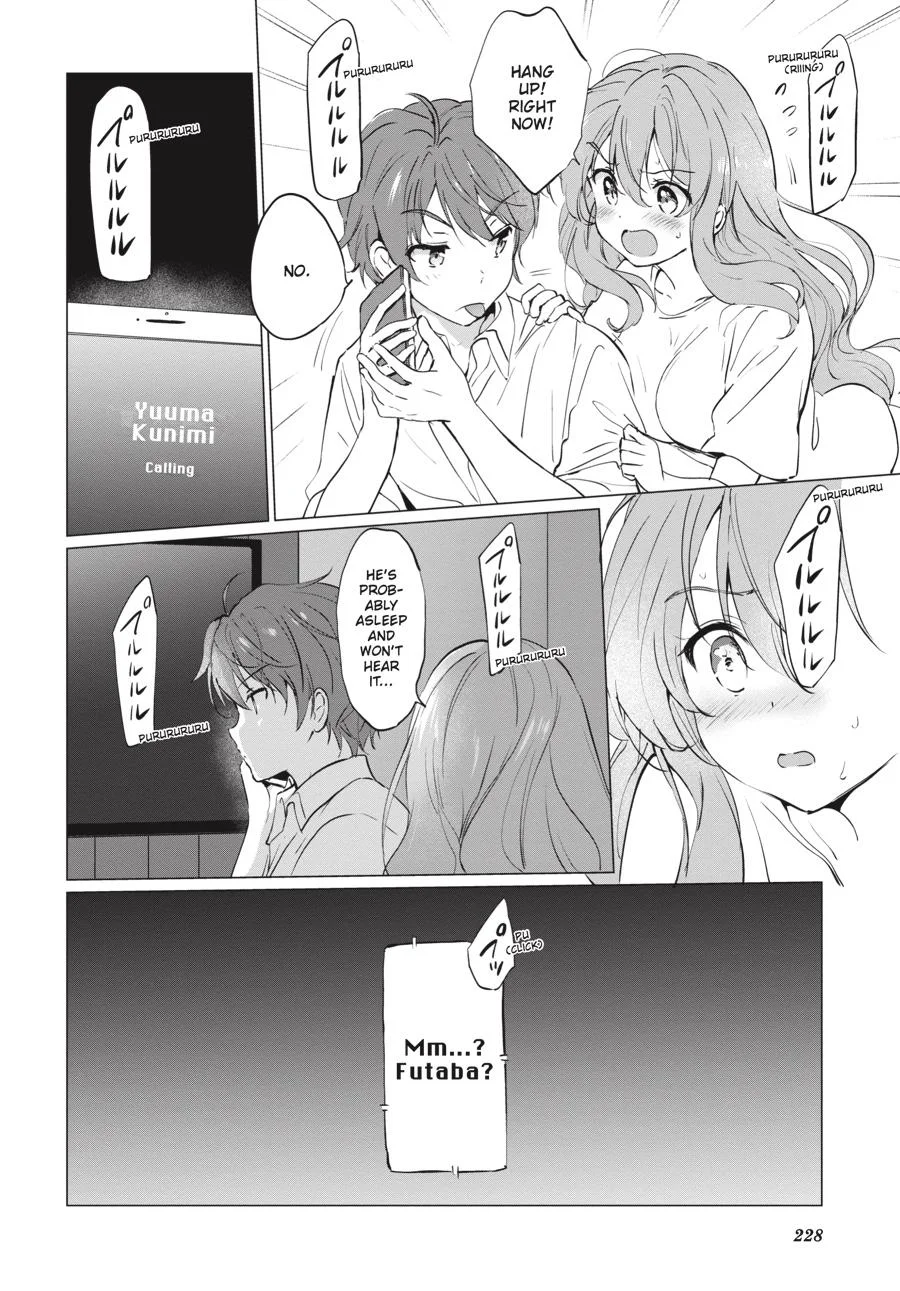 PURURURURU
(RIIING)
プルルルル
HANG
UP!
RIGHT
NOW!
プルルルル
PURURURURU
NO.
プルルルル
PURURURURU
Yuuma
Kunimi
Calling
PURURURURU
プルルルル
プルルルル
PURURURURU
HE'S
PROB-
ABLY
ASLEEP
AND
WON'T
HEAR
IT...
プルルルル
PURURURURU
プッ
PU
(CLICK)
Mm...?
Futaba?
228